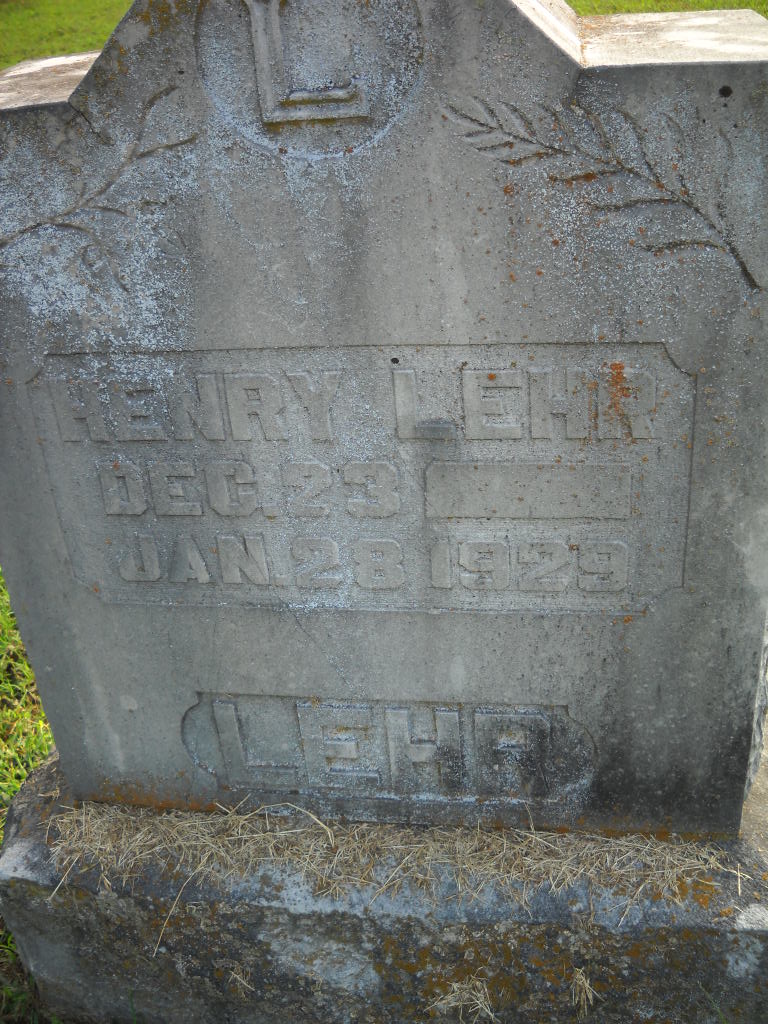 L
HENRY LEHR
DEC. 23
JAN. 28 1929
LEHR